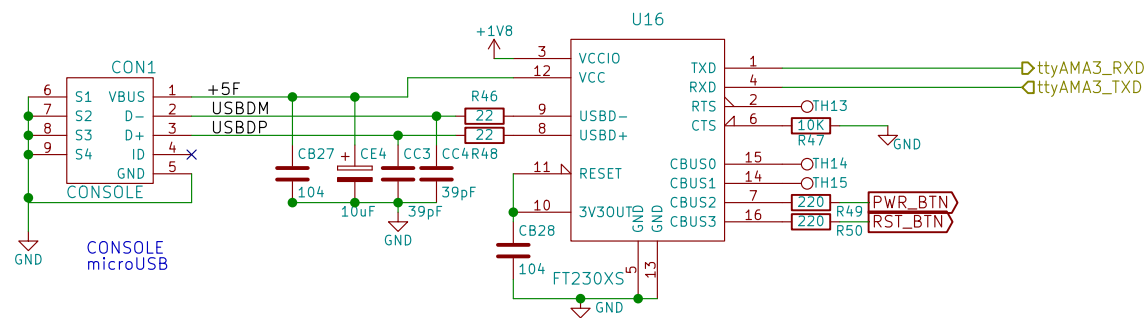 U16
+1V8
3 VCCIO
12 VCC
TXD 1 ttyAMA3_RXD
RXD 4 ttyAMA3_TXD
RTS 2 TH13
CTS 6 10K
R47
GND
CON1
6 S1 VBUS 1 +5F
7 S2 D- 2 USBDM
8 S3 D+ 3 USBDP
9 S4 ID 4
GND 5
CONSOLE
R46
22
9 USBD-
22
8 USBD+
R48
CB27
104
+ CE4
10uF
CC3
39pF
CC4
39pF
GND
11 RESET
10 3V3OUT
GND
GND
CBUS0 15 TH14
CBUS1 14 TH15
CBUS2 7 220 PWR_BTN
R49
CBUS3 16 220 RST_BTN
R50
CB28
104
FT230XS
5
13
GND
GND
CONSOLE
microUSB